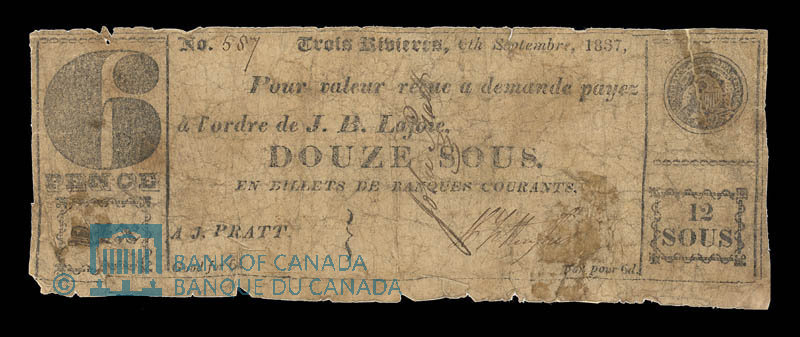 6
PENCE
No. 587 Trois Rivieres, 6th Septembre, 1837,
Pour valeur reçue a demande payez
à l'ordre de J. B. Lajoie.
DOUZE SOUS.
EN BILLETS DE BANQUES COURANTS.
A J. PRATT.
Bon pour 6d.
12
SOUS
© BANK OF CANADA
BANQUE DU CANADA